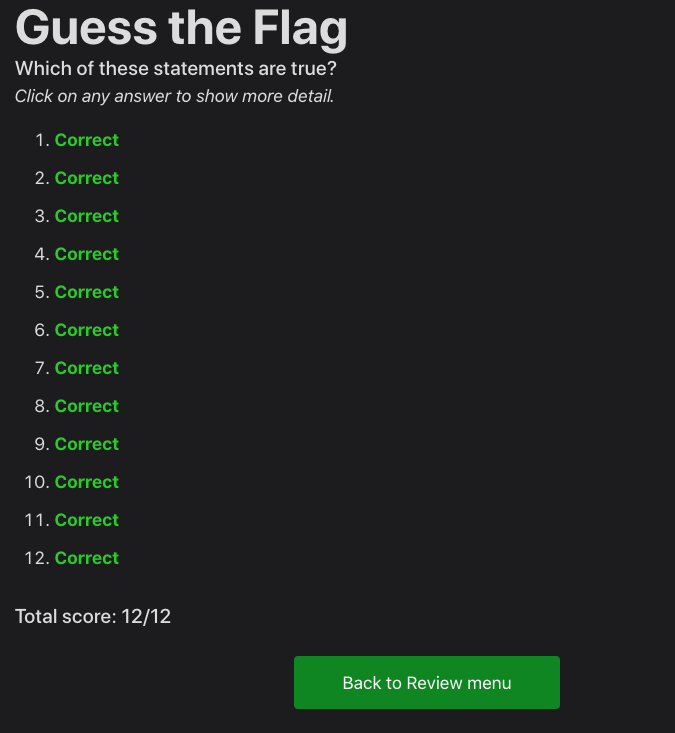 Guess the Flag
Which of these statements are true?
Click on any answer to show more detail.
1. Correct
2. Correct
3. Correct
4. Correct
5. Correct
6. Correct
7. Correct
8. Correct
9. Correct
10. Correct
11. Correct
12. Correct
Total score: 12/12
Back to Review menu